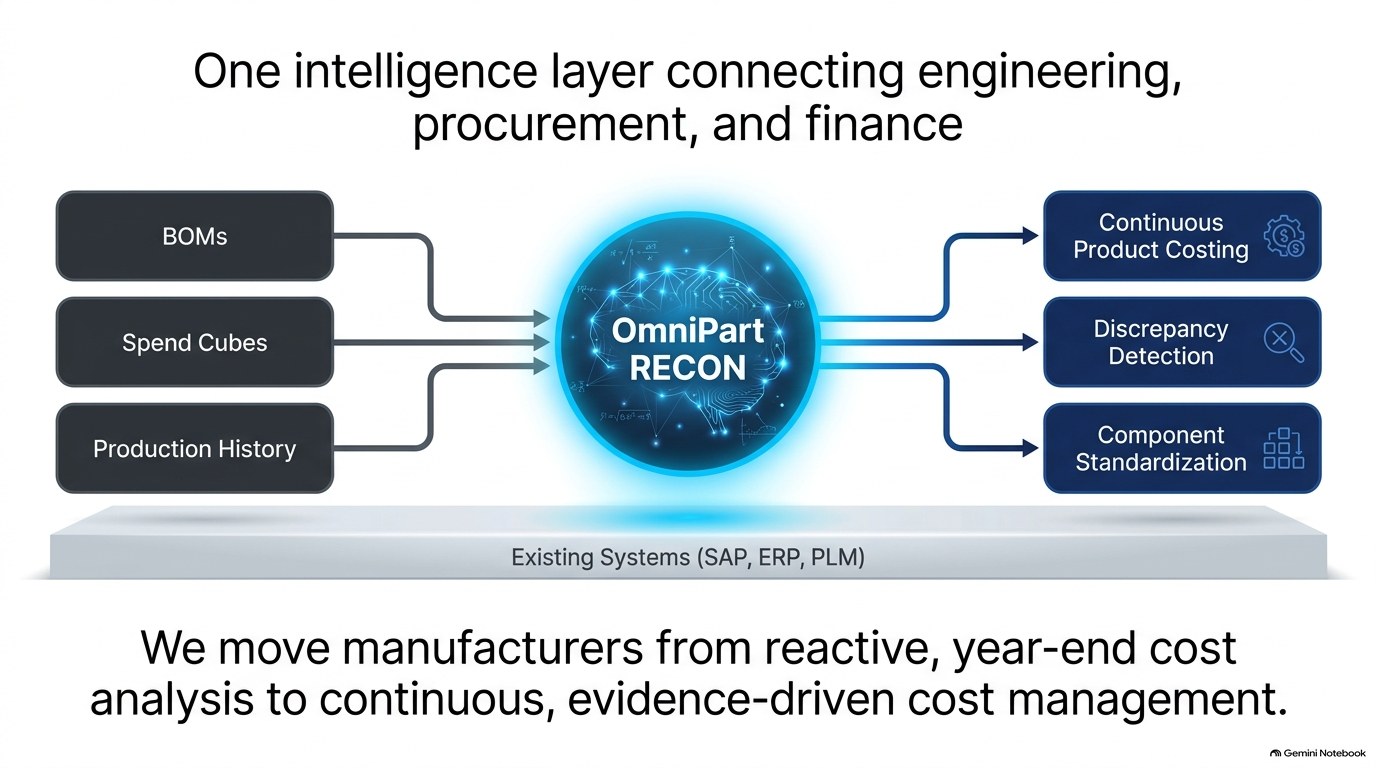 One intelligence layer connecting engineering,
procurement, and finance
BOMs
Spend Cubes
Production History
OmniPart
RECON
Continuous
Product Costing
Discrepancy
Detection
Component
Standardization
Existing Systems (SAP, ERP, PLM)
We move manufacturers from reactive, year-end cost
analysis to continuous, evidence-driven cost management.
Gemini Notebook